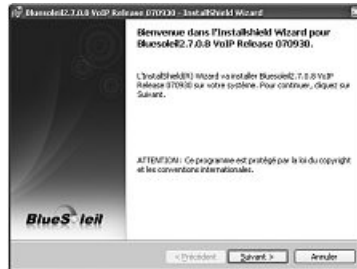 Bluesoleil2.7.0.8 VoIP Release 070930 - InstallShield Wizard
Bienvenue dans l'Installshield Wizard pour
Bluesoleil2.7.0.8 VoIP Release 070930.
L'InstallShield(R) Wizard va installer Bluesoleil2.7.0.8 VoIP
Release 070930 sur votre système. Pour continuer, cliquez sur
Suivant.
ATTENTION : Ce programme est protégé par la loi du copyright
et les conventions internationales.
BlueSoleil
< Précédent
Suivant >
Annuler